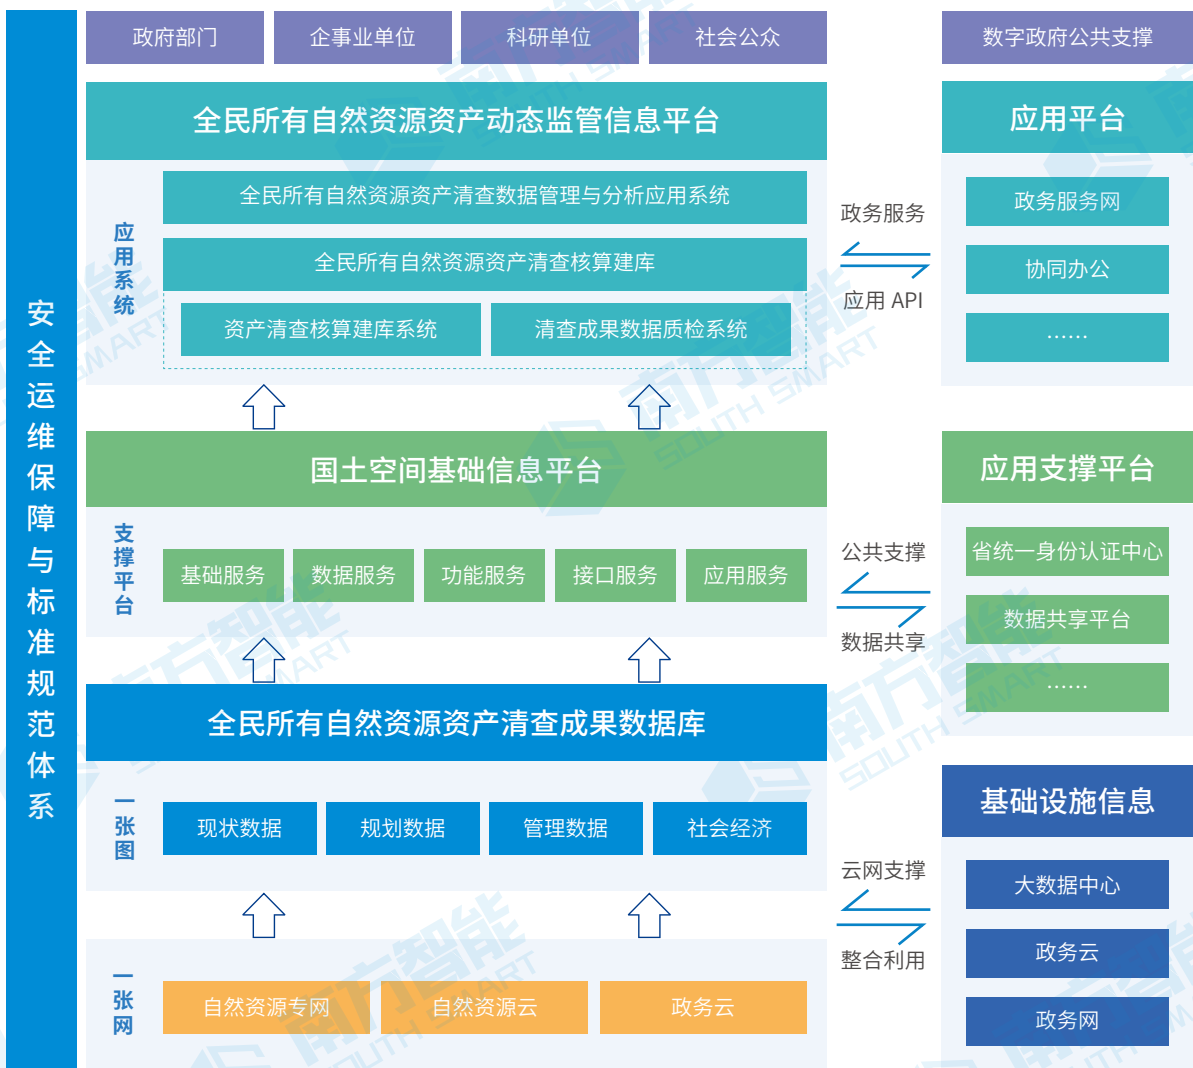 政府部门
企事业单位
科研单位
社会公众
数字政府公共支撑
安全运维保障与标准规范体系
全民所有自然资源资产动态监管信息平台
应用系统
全民所有自然资源资产清查数据管理与分析应用系统
全民所有自然资源资产清查核算建库
资产清查核算建库系统
清查成果数据质检系统
政务服务
应用 API
应用平台
政务服务网
协同办公
……
国土空间基础信息平台
支撑平台
基础服务
数据服务
功能服务
接口服务
应用服务
公共支撑
数据共享
应用支撑平台
省统一身份认证中心
数据共享平台
……
全民所有自然资源资产清查成果数据库
一张图
现状数据
规划数据
管理数据
社会经济
云网支撑
整合利用
基础设施信息
大数据中心
政务云
政务网
一张网
自然资源专网
自然资源云
政务云
南方智能
SOUTH SMART